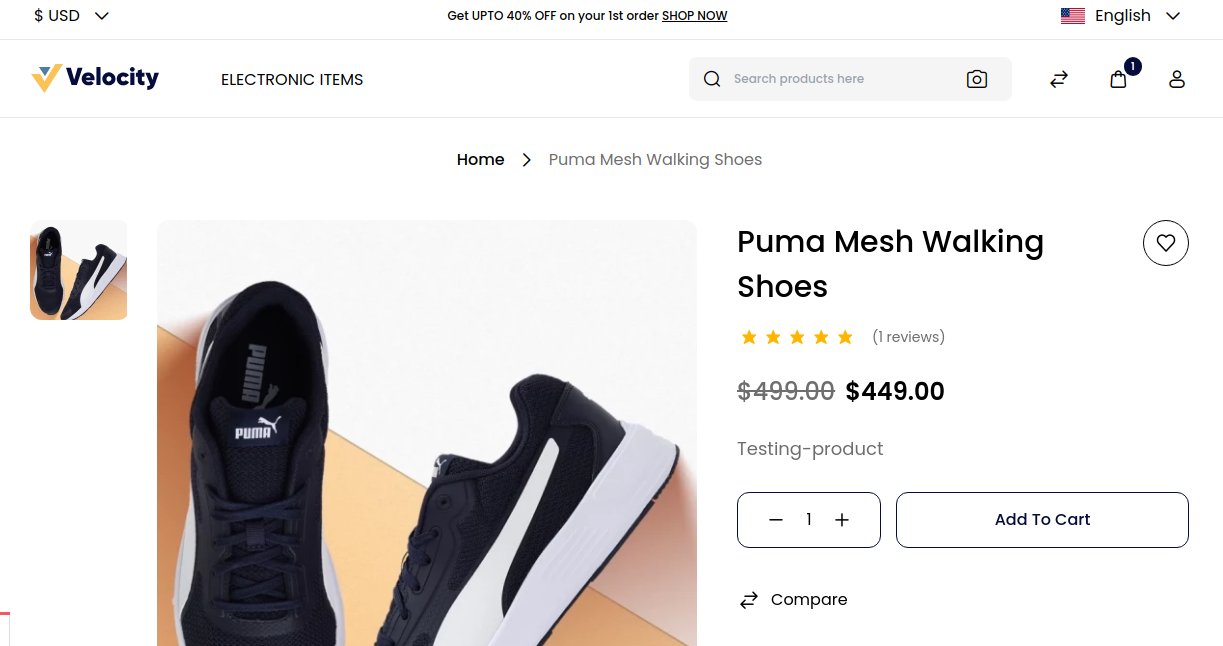 $ USD
Get UPTO 40% OFF on your 1st order SHOP NOW
English
Velocity
ELECTRONIC ITEMS
Search products here
1
Home
Puma Mesh Walking Shoes
PUMA
PUMA
Puma Mesh Walking
Shoes
(1 reviews)
$499.00 $449.00
Testing-product
1
Add To Cart
Compare